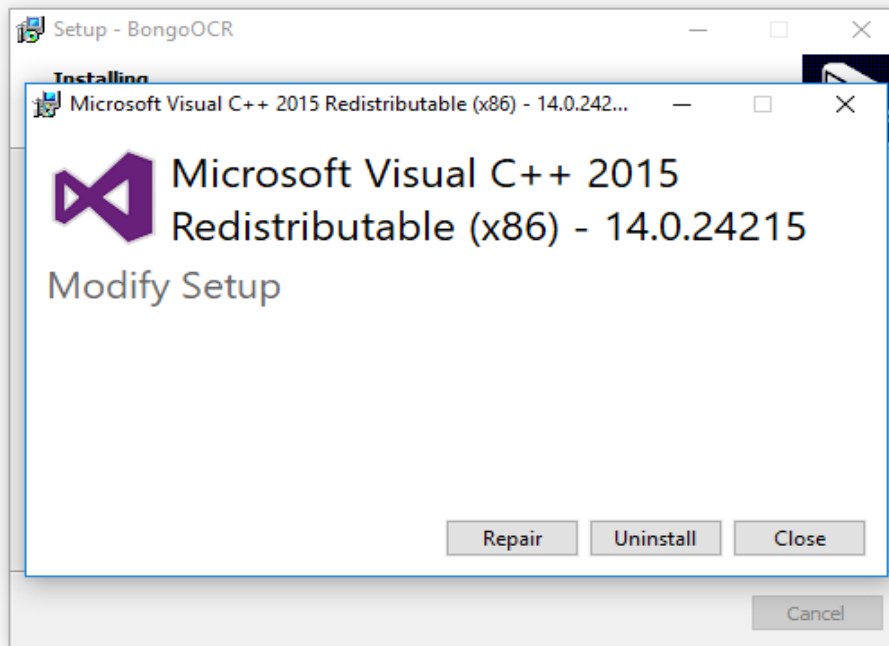 Setup - BongoOCR
Installing
Microsoft Visual C++ 2015 Redistributable (x86) - 14.0.242...
Microsoft Visual C++ 2015
Redistributable (x86) - 14.0.24215
Modify Setup
Repair Uninstall Close
Cancel